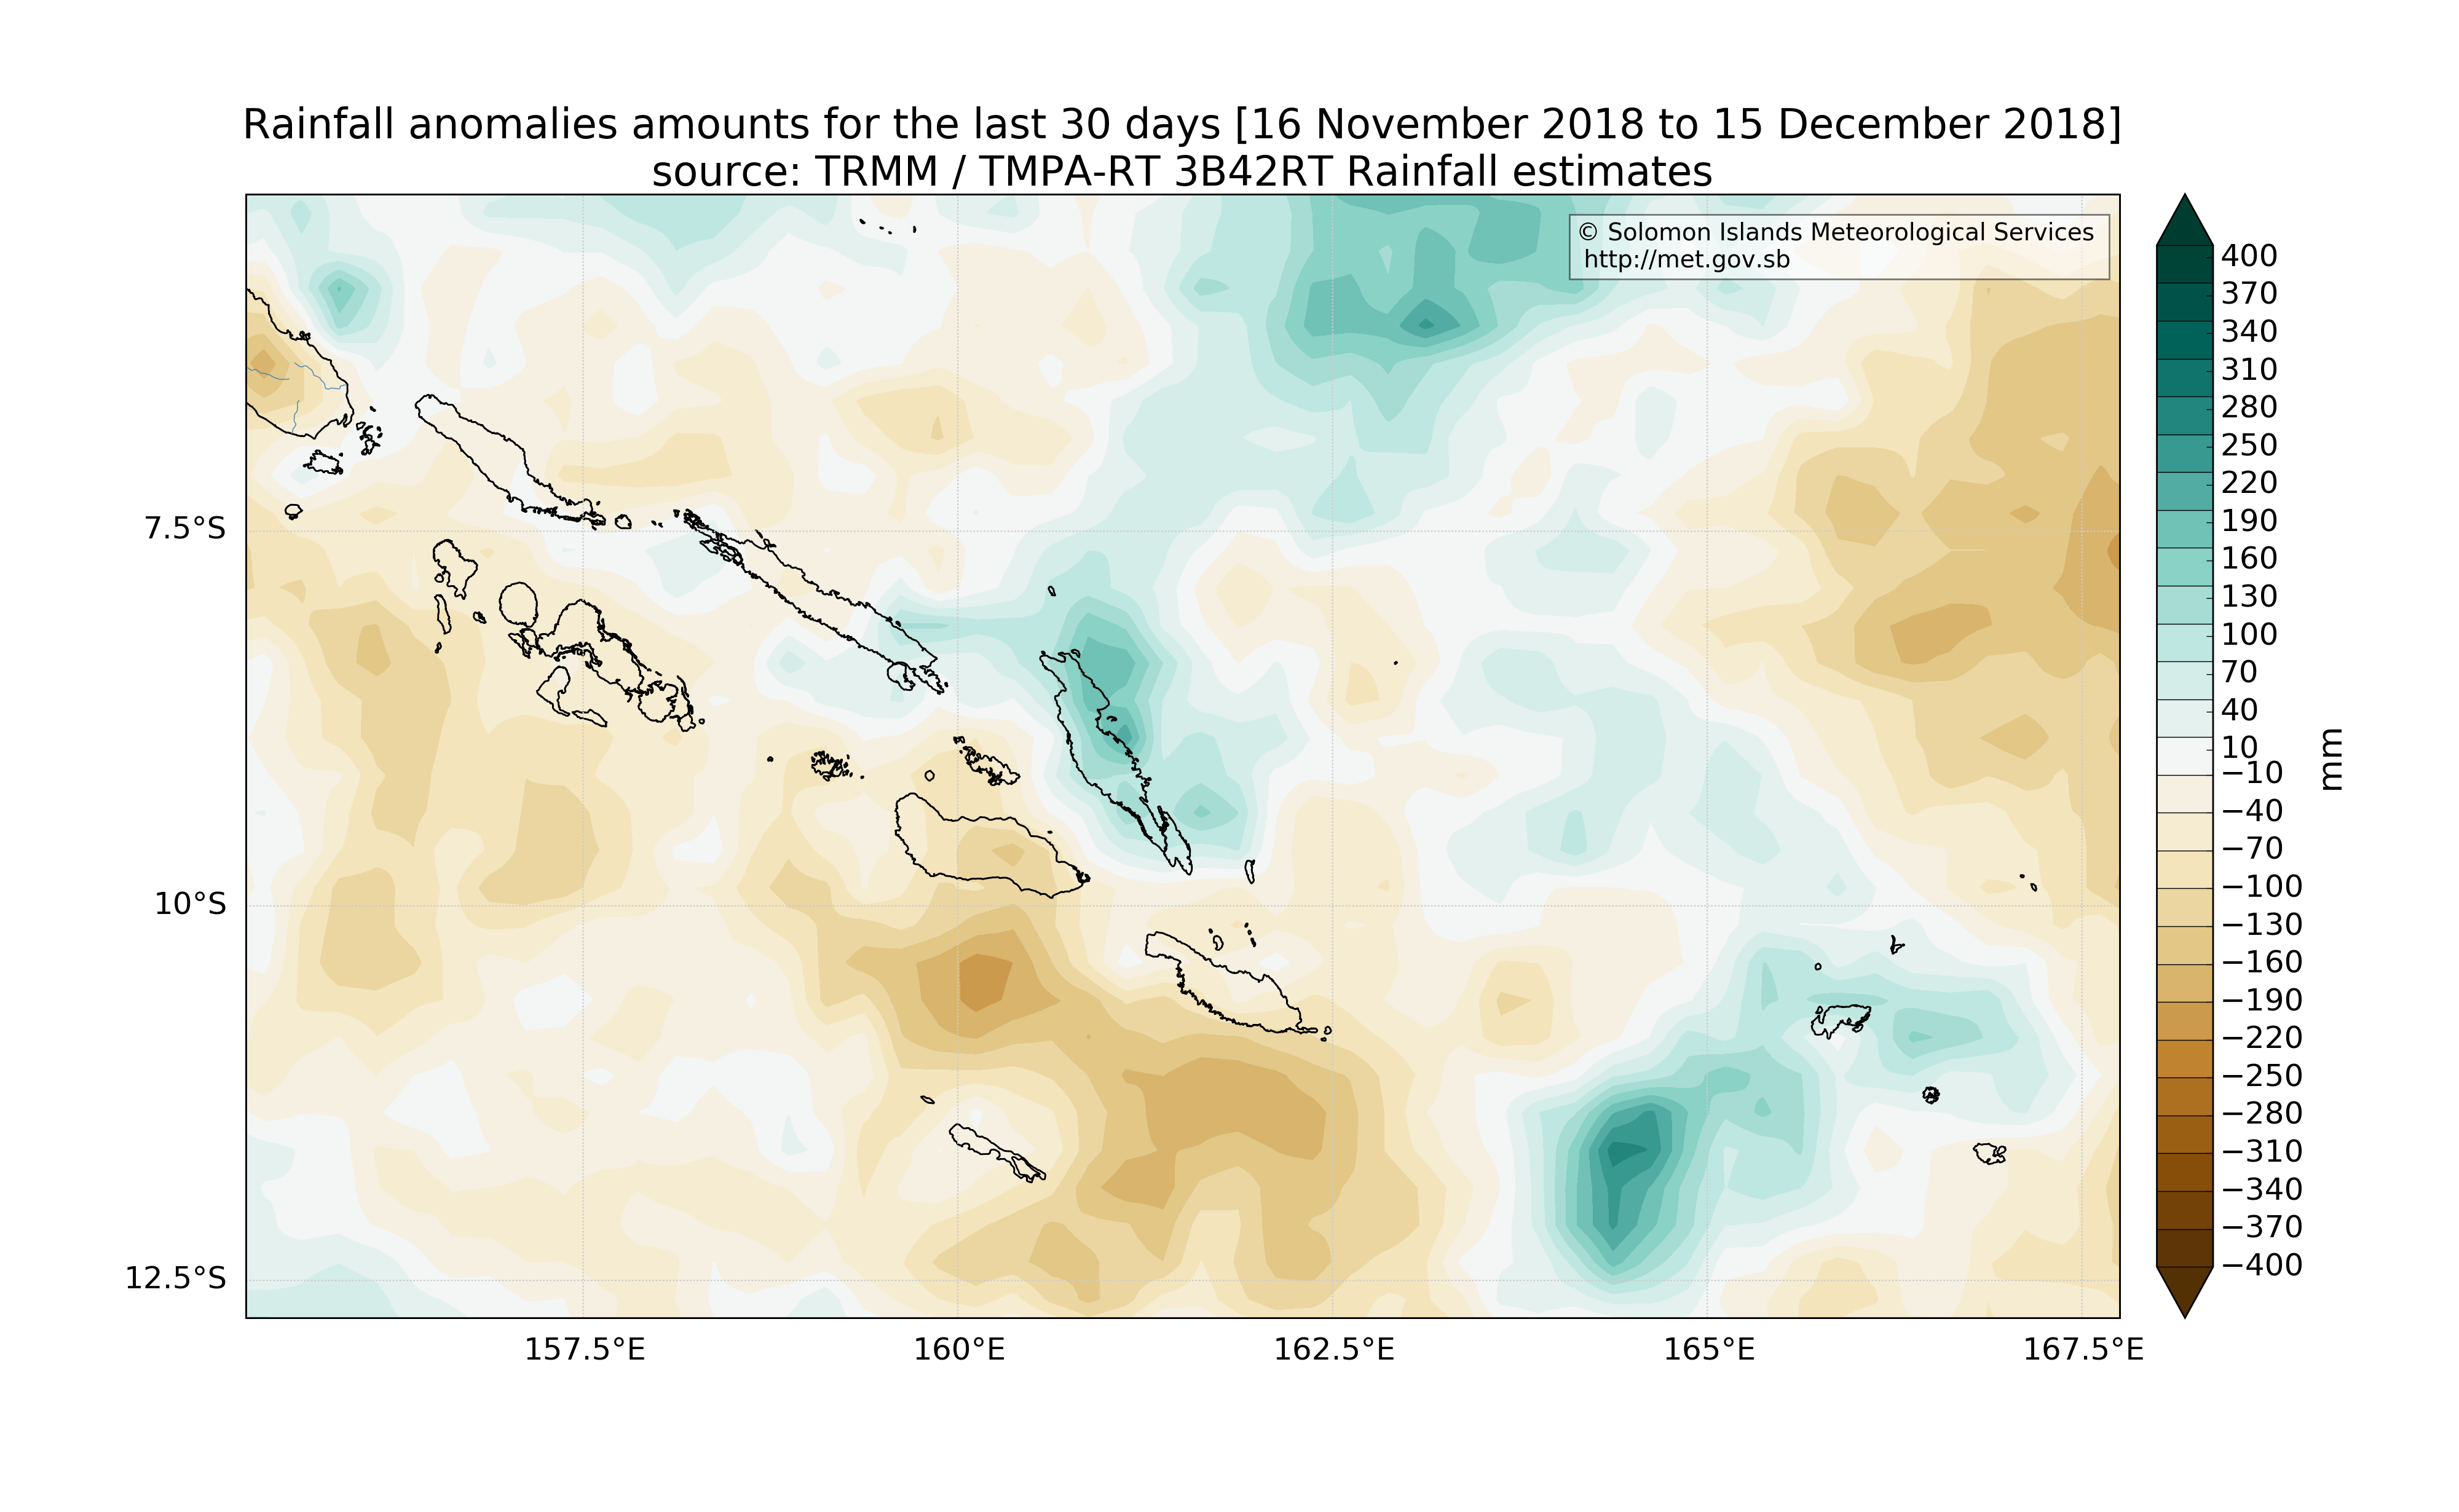 Rainfall anomalies amounts for the last 30 days [16 November 2018 to 15 December 2018]
source: TRMM / TMPA-RT 3B42RT Rainfall estimates
© Solomon Islands Meteorological Services
http://met.gov.sb
7.5°S
10°S
12.5°S
157.5°E
160°E
162.5°E
165°E
167.5°E
400
370
340
310
280
250
220
190
160
130
100
70
40
10
−10
−40
−70
−100
−130
−160
−190
−220
−250
−280
−310
−340
−370
−400
mm